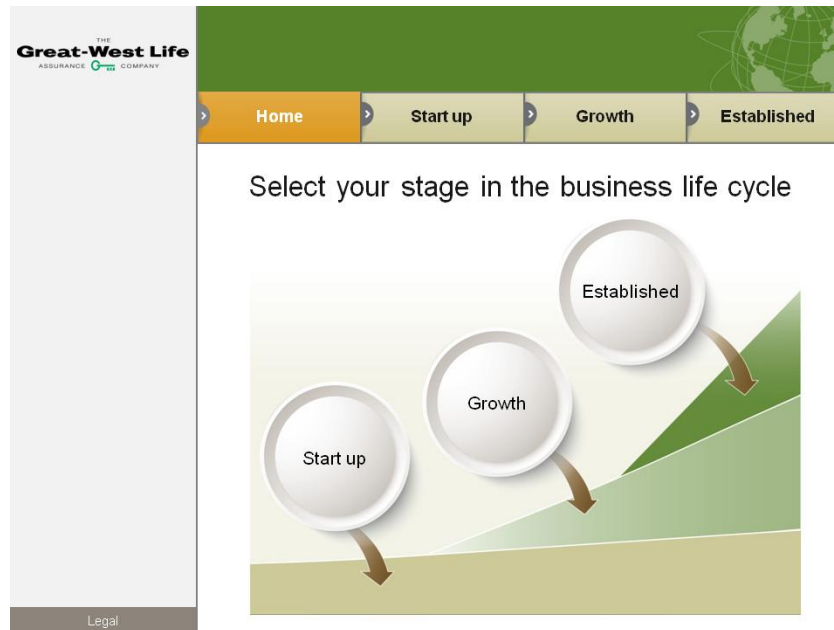 THE
Great-West Life
ASSURANCE COMPANY
Home
Start up
Growth
Established
Select your stage in the business life cycle
Established
Growth
Start up
Legal